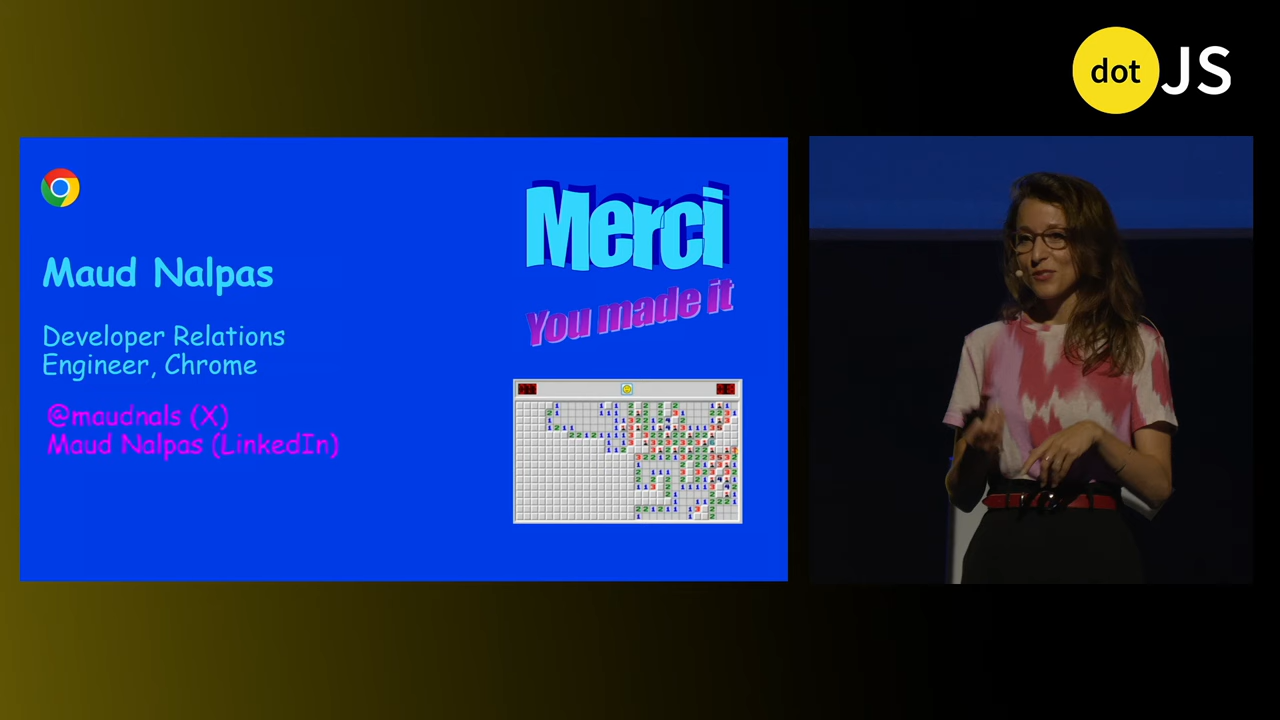 dot JS
Maud Nalpas
Developer Relations
Engineer, Chrome
@maudnals (X)
Maud Nalpas (LinkedIn)
Merci
You made it